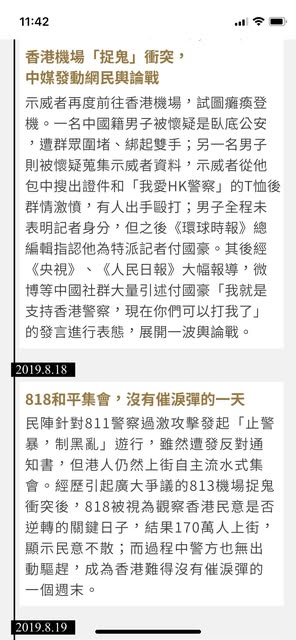 11:42
香港機場「捉鬼」衝突，
中媒發動網民輿論戰
示威者再度前往香港機場，試圖癱瘓登
機。一名中國籍男子被懷疑是臥底公安
，遭群眾圍堵、綁起雙手；另一名男子
則被懷疑蒐集示威者資料，示威者從他
包中搜出證件和「我愛HK警察」的T恤後
群情激憤，有人出手毆打；男子全程未
表明記者身分，但之後《環球時報》總
編輯指認他為特派記者付國豪。其後經
《央視》、《人民日報》大幅報導，微
博等中國社群大量引述付國豪「我就是
支持香港警察，現在你們可以打我了」
的發言進行表態，展開一波輿論戰。
2019.8.18
818和平集會，沒有催淚彈的一天
民陣針對811警察過激攻擊發起「止警
暴，制黑亂」遊行，雖然遭發反對通
知書，但港人仍然上街自主流水式集
會。經歷引起廣大爭議的813機場捉鬼
衝突後，818被視為觀察香港民意是否
逆轉的關鍵日子，結果170萬人上街，
顯示民意不散；而過程中警方也無出
動驅趕，成為香港難得沒有催淚彈的
一個週末。
2019.8.19